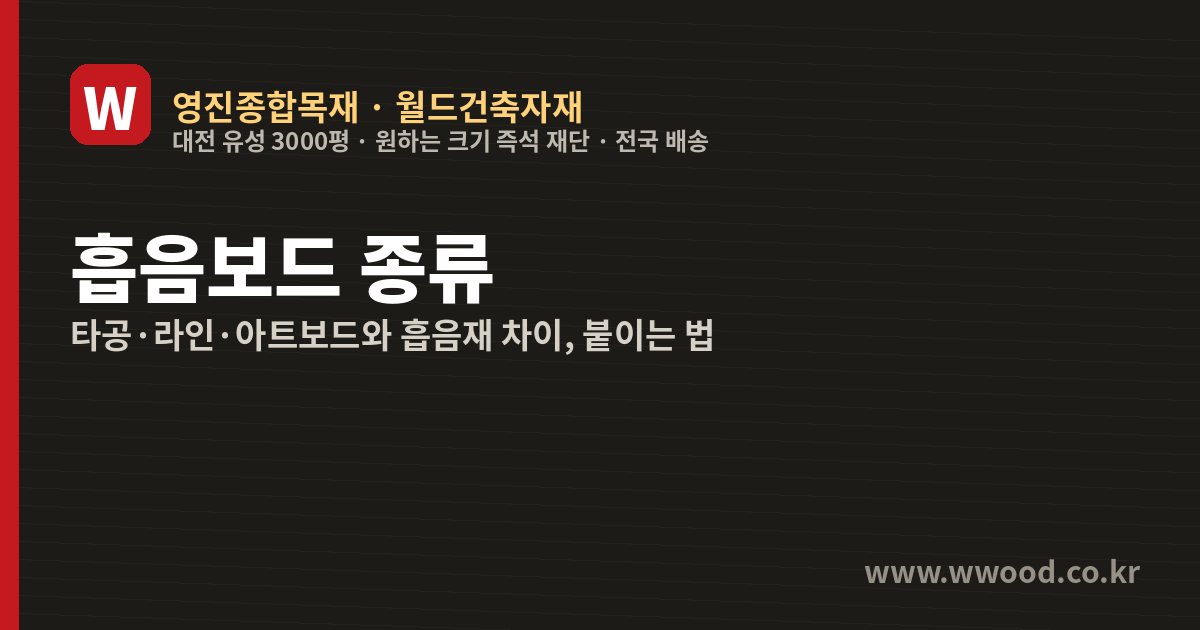 W
영진종합목재 · 월드건축자재
대전 유성 3000평 · 원하는 크기 즉석 재단 · 전국 배송
흡음보드 종류
타공·라인·아트보드와 흡음재 차이, 붙이는 법
www.wwood.co.kr